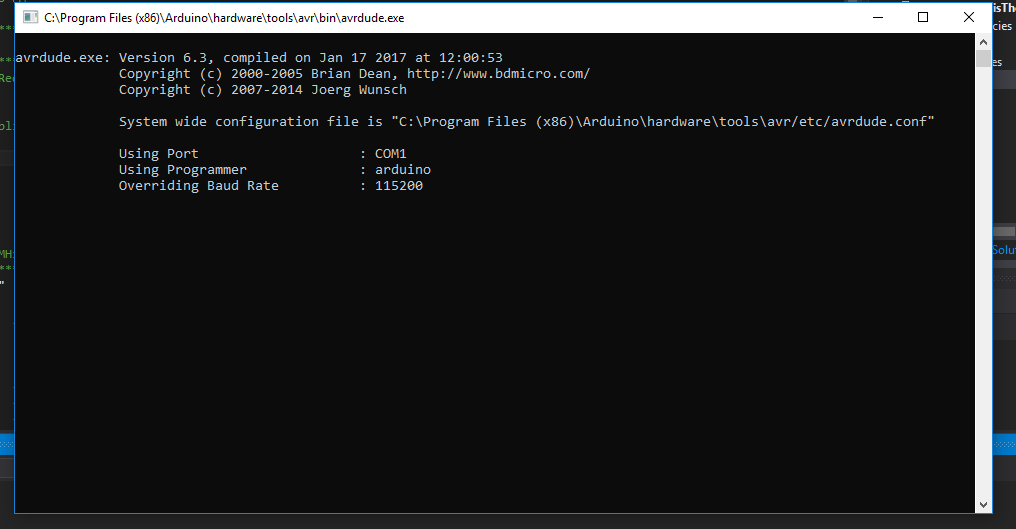 C:\Program Files (x86)\Arduino\hardware\tools\avr\bin\avrdude.exe
avrdude.exe: Version 6.3, compiled on Jan 17 2017 at 12:00:53
Copyright (c) 2000-2005 Brian Dean, http://www.bdmicro.com/
Copyright (c) 2007-2014 Joerg Wunsch
System wide configuration file is "C:\Program Files (x86)\Arduino\hardware\tools\avr/etc/avrdude.conf"
Using Port : COM1
Using Programmer : arduino
Overriding Baud Rate : 115200